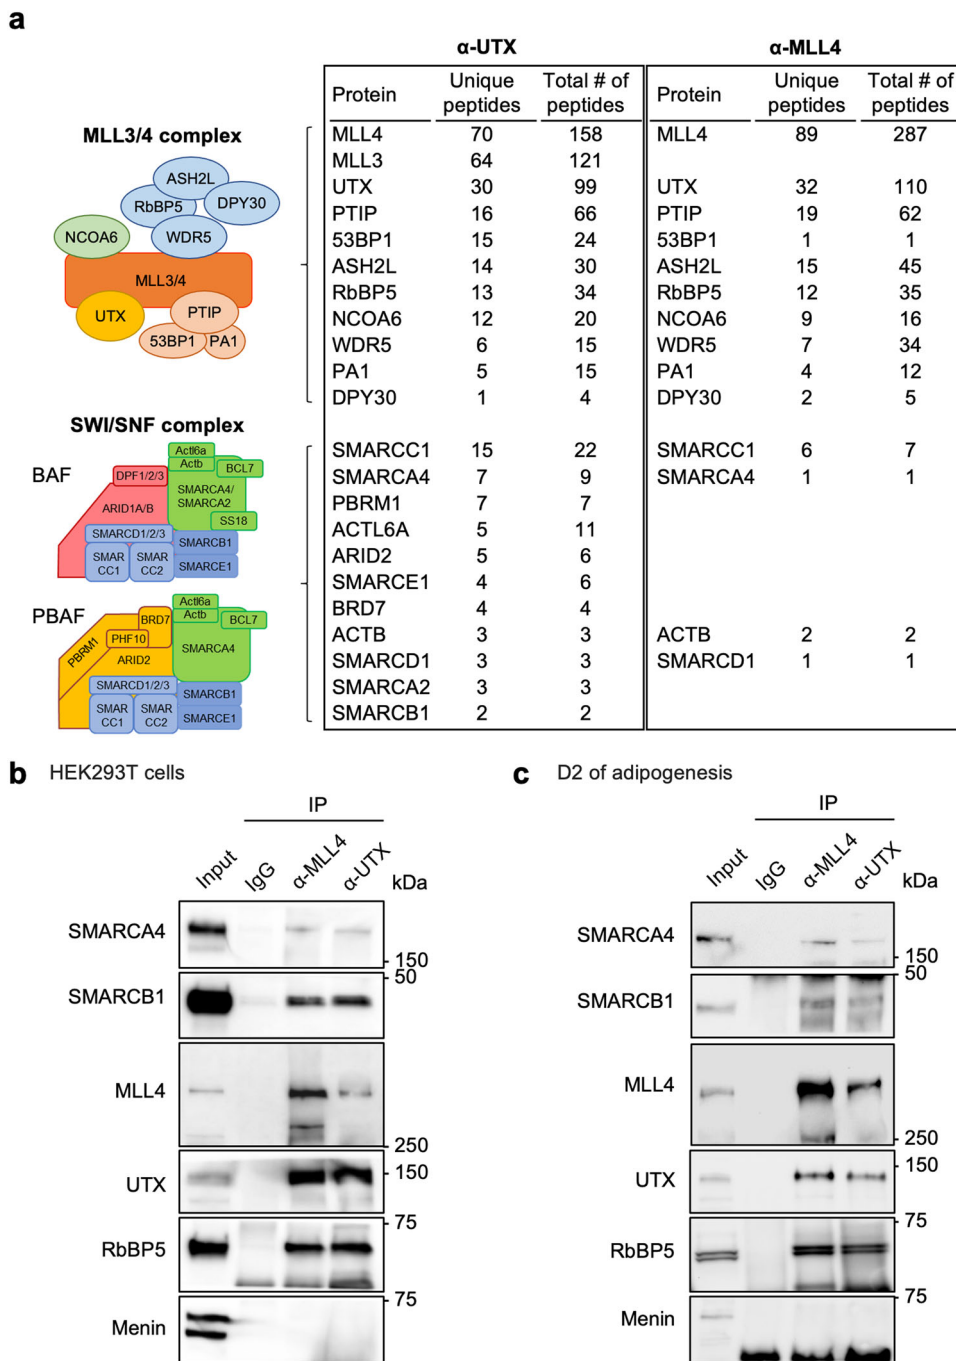 a
α-UTX
α-MLL4
Protein Unique peptides Total # of peptides Protein Unique peptides Total # of peptides
MLL3/4 complex
ASH2L
RbBP5
DPY30
NCOA6
WDR5
MLL3/4
UTX
PTIP
53BP1
PA1
MLL4 70 158 MLL4 89 287
MLL3 64 121
UTX 30 99 UTX 32 110
PTIP 16 66 PTIP 19 62
53BP1 15 24 53BP1 1 1
ASH2L 14 30 ASH2L 15 45
RbBP5 13 34 RbBP5 12 35
NCOA6 12 20 NCOA6 9 16
WDR5 6 15 WDR5 7 34
PA1 5 15 PA1 4 12
DPY30 1 4 DPY30 2 5
SWI/SNF complex
BAF
Actl6a
Actb
BCL7
DPF1/2/3
SMARCA4/
SMARCA2
ARID1A/B
SS18
SMARCD1/2/3
SMARCB1
SMAR
CC1
SMAR
CC2
SMARCE1
PBAF
Actl6a
Actb
BCL7
BRD7
PHF10
PBRM1
SMARCA4
ARID2
SMARCD1/2/3
SMARCB1
SMAR
CC1
SMAR
CC2
SMARCE1
SMARCC1 15 22 SMARCC1 6 7
SMARCA4 7 9 SMARCA4 1 1
PBRM1 7 7
ACTL6A 5 11
ARID2 5 6
SMARCE1 4 6
BRD7 4 4
ACTB 3 3 ACTB 2 2
SMARCD1 3 3 SMARCD1 1 1
SMARCA2 3 3
SMARCB1 2 2
b HEK293T cells
IP
Input IgG α-MLL4 α-UTX kDa
SMARCA4
150
50
SMARCB1
MLL4
250
150
UTX
75
RbBP5
75
Menin
c D2 of adipogenesis
IP
Input IgG α-MLL4 α-UTX kDa
SMARCA4
150
50
SMARCB1
MLL4
250
150
UTX
75
RbBP5
75
Menin